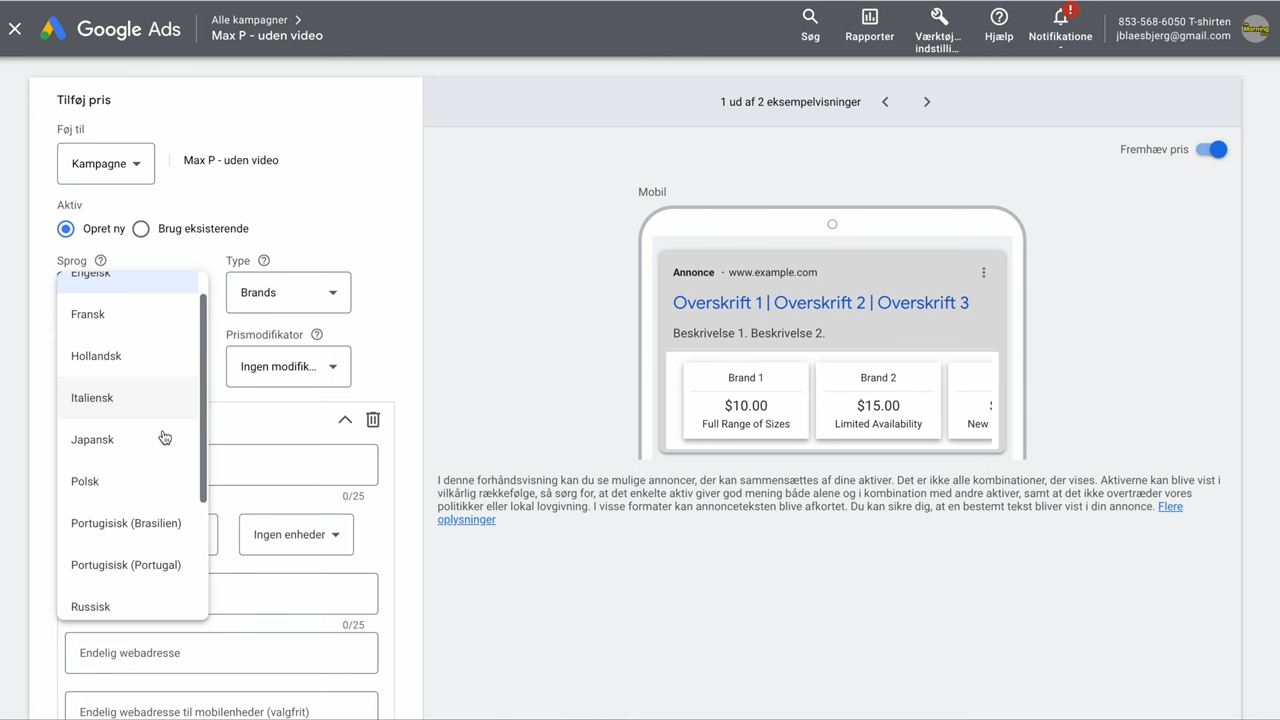 Google Ads
Alle kampagner
Max P - uden video
Søg
Rapporter
Værktøj...
indstilli...
Hjælp
Notifikatione
-
!
853-568-6050 T-shirten
jblaesbjerg@gmail.com
Morning
Tilføj pris
Føj til
Kampagne
Max P - uden video
Aktiv
Opret ny
Brug eksisterende
Sprog
Engelsk
Fransk
Hollandsk
Italiensk
Japansk
Polsk
Portugisisk (Brasilien)
Portugisisk (Portugal)
Russisk
Type
Brands
Prismodifikator
Ingen modifik...
0/25
Ingen enheder
0/25
Endelig webadresse
Endelig webadresse til mobilenheder (valgfrit)
1 ud af 2 eksempelvisninger
Fremhæv pris
Mobil
Annonce · www.example.com
Overskrift 1 | Overskrift 2 | Overskrift 3
Beskrivelse 1. Beskrivelse 2.
Brand 1
$10.00
Full Range of Sizes
Brand 2
$15.00
Limited Availability
New
I denne forhåndsvisning kan du se mulige annoncer, der kan sammensættes af dine aktiver. Det er ikke alle kombinationer, der vises. Aktiverne kan blive vist i
vilkårlig rækkefølge, så sørg for, at det enkelte aktiv giver god mening både alene og i kombination med andre aktiver, samt at det ikke overtræder vores
politikker eller lokal lovgivning. I visse formater kan annonceteksten blive afkortet. Du kan sikre dig, at en bestemt tekst bliver vist i din annonce. Flere
oplysninger